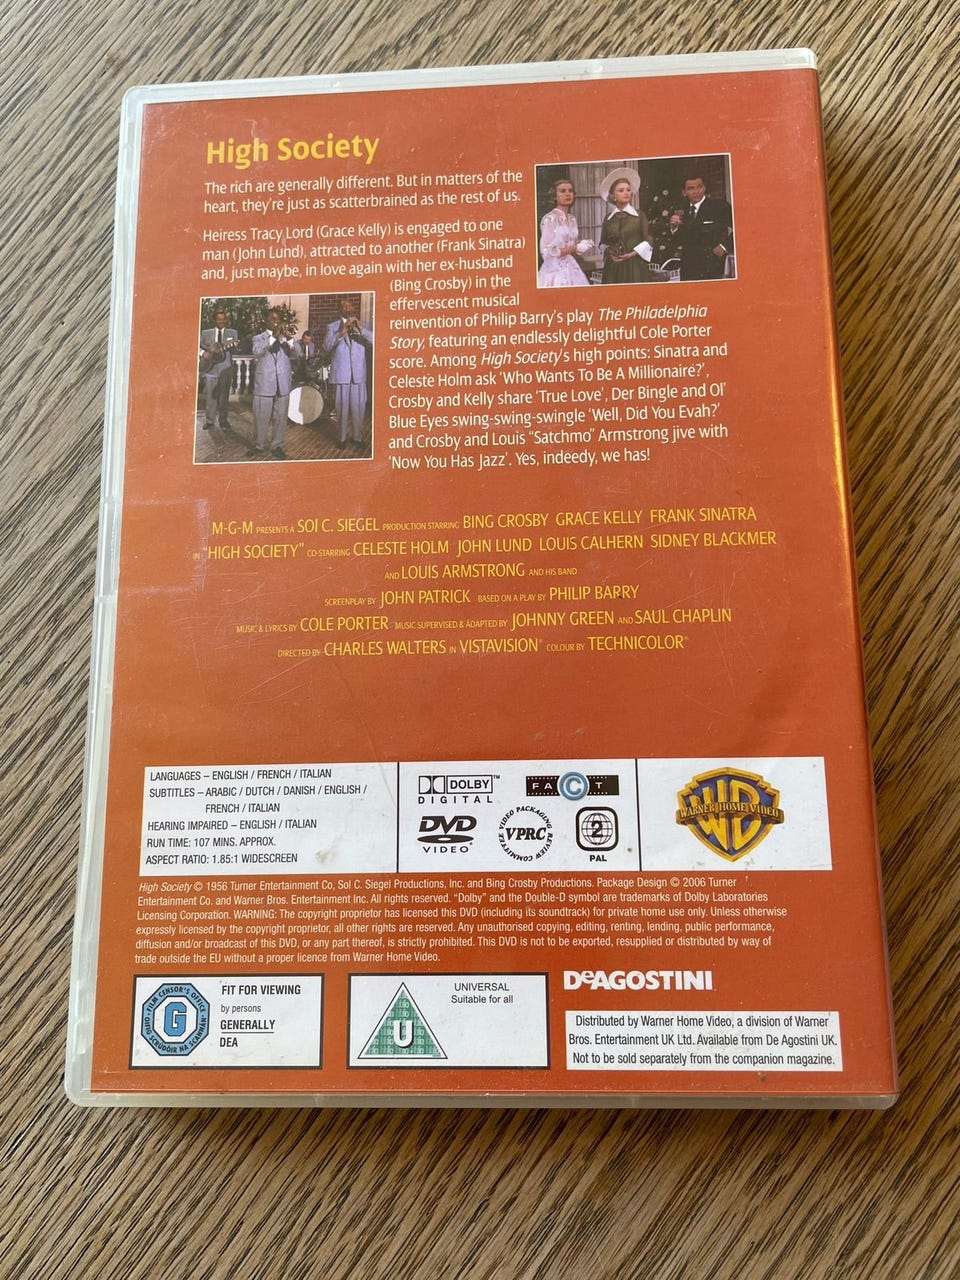 High Society
The rich are generally different. But in matters of the
heart, they're just as scatterbrained as the rest of us.
Heiress Tracy Lord (Grace Kelly) is engaged to one
man (John Lund), attracted to another (Frank Sinatra)
and, just maybe, in love again with her ex-husband
(Bing Crosby) in the
effervescent musical
reinvention of Philip Barry's play The Philadelphia
Story, featuring an endlessly delightful Cole Porter
score. Among High Society's high points: Sinatra and
Celeste Holm ask 'Who Wants To Be A Millionaire?',
Crosby and Kelly share 'True Love', Der Bingle and Ol'
Blue Eyes swing-swing-swingle 'Well, Did You Evah?'
and Crosby and Louis "Satchmo" Armstrong jive with
'Now You Has Jazz'. Yes, indeedy, we has!
M-G-M PRESENTS A SOl C. SIEGEL PRODUCTION STARRING BING CROSBY GRACE KELLY FRANK SINATRA
IN "HIGH SOCIETY" CO-STARRING CELESTE HOLM JOHN LUND LOUIS CALHERN SIDNEY BLACKMER
AND LOUIS ARMSTRONG AND HIS BAND
SCREENPLAY BY JOHN PATRICK BASED ON A PLAY BY PHILIP BARRY
MUSIC & LYRICS BY COLE PORTER MUSIC SUPERVISED & ADAPTED BY JOHNNY GREEN AND SAUL CHAPLIN
DIRECTED BY CHARLES WALTERS IN VISTAVISION® COLOUR BY TECHNICOLOR®
LANGUAGES – ENGLISH / FRENCH / ITALIAN
SUBTITLES – ARABIC / DUTCH / DANISH / ENGLISH /
FRENCH / ITALIAN
HEARING IMPAIRED – ENGLISH / ITALIAN
RUN TIME: 107 MINS. APPROX.
ASPECT RATIO: 1.85:1 WIDESCREEN
DOLBY™
DIGITAL
DVD
VIDEO
FACT
VIDEO PACKAGING REVIEW COMMITTEE
VPRC
2
PAL
WB
WARNER HOME VIDEO
High Society © 1956 Turner Entertainment Co, Sol C. Siegel Productions, Inc. and Bing Crosby Productions. Package Design © 2006 Turner
Entertainment Co. and Warner Bros. Entertainment Inc. All rights reserved. "Dolby" and the Double-D symbol are trademarks of Dolby Laboratories
Licensing Corporation. WARNING: The copyright proprietor has licensed this DVD (including its soundtrack) for private home use only. Unless otherwise
expressly licensed by the copyright proprietor, all other rights are reserved. Any unauthorised copying, editing, renting, lending, public performance,
diffusion and/or broadcast of this DVD, or any part thereof, is strictly prohibited. This DVD is not to be exported, resupplied or distributed by way of
trade outside the EU without a proper licence from Warner Home Video.
FILM CENSOR'S OFFICE
G
OIFIG SCRÚDÓIR NA SCANNÁN
FIT FOR VIEWING
by persons
GENERALLY
DEA
U
UNIVERSAL
Suitable for all
DeAGOSTINI
Distributed by Warner Home Video, a division of Warner
Bros. Entertainment UK Ltd. Available from De Agostini UK.
Not to be sold separately from the companion magazine.